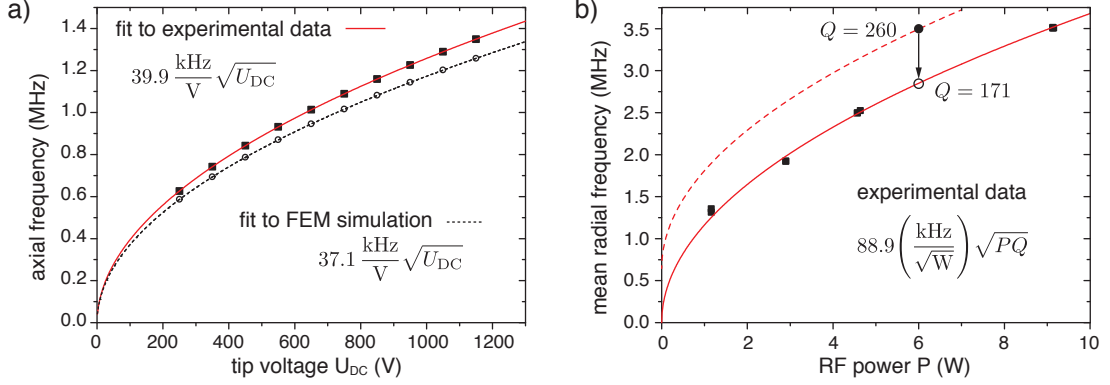 a)
axial frequency (MHz)
1.4
1.2
1.0
0.8
0.6
0.4
0.2
0.0
fit to experimental data
39.9 kHz/V √U_DC
fit to FEM simulation
37.1 kHz/V √U_DC
0 200 400 600 800 1000 1200
tip voltage U_DC (V)
b)
mean radial frequency (MHz)
3.5
3.0
2.5
2.0
1.5
1.0
0.5
0.0
Q = 260
Q = 171
experimental data
88.9 (kHz/√W) √PQ
0 2 4 6 8 10
RF power P (W)